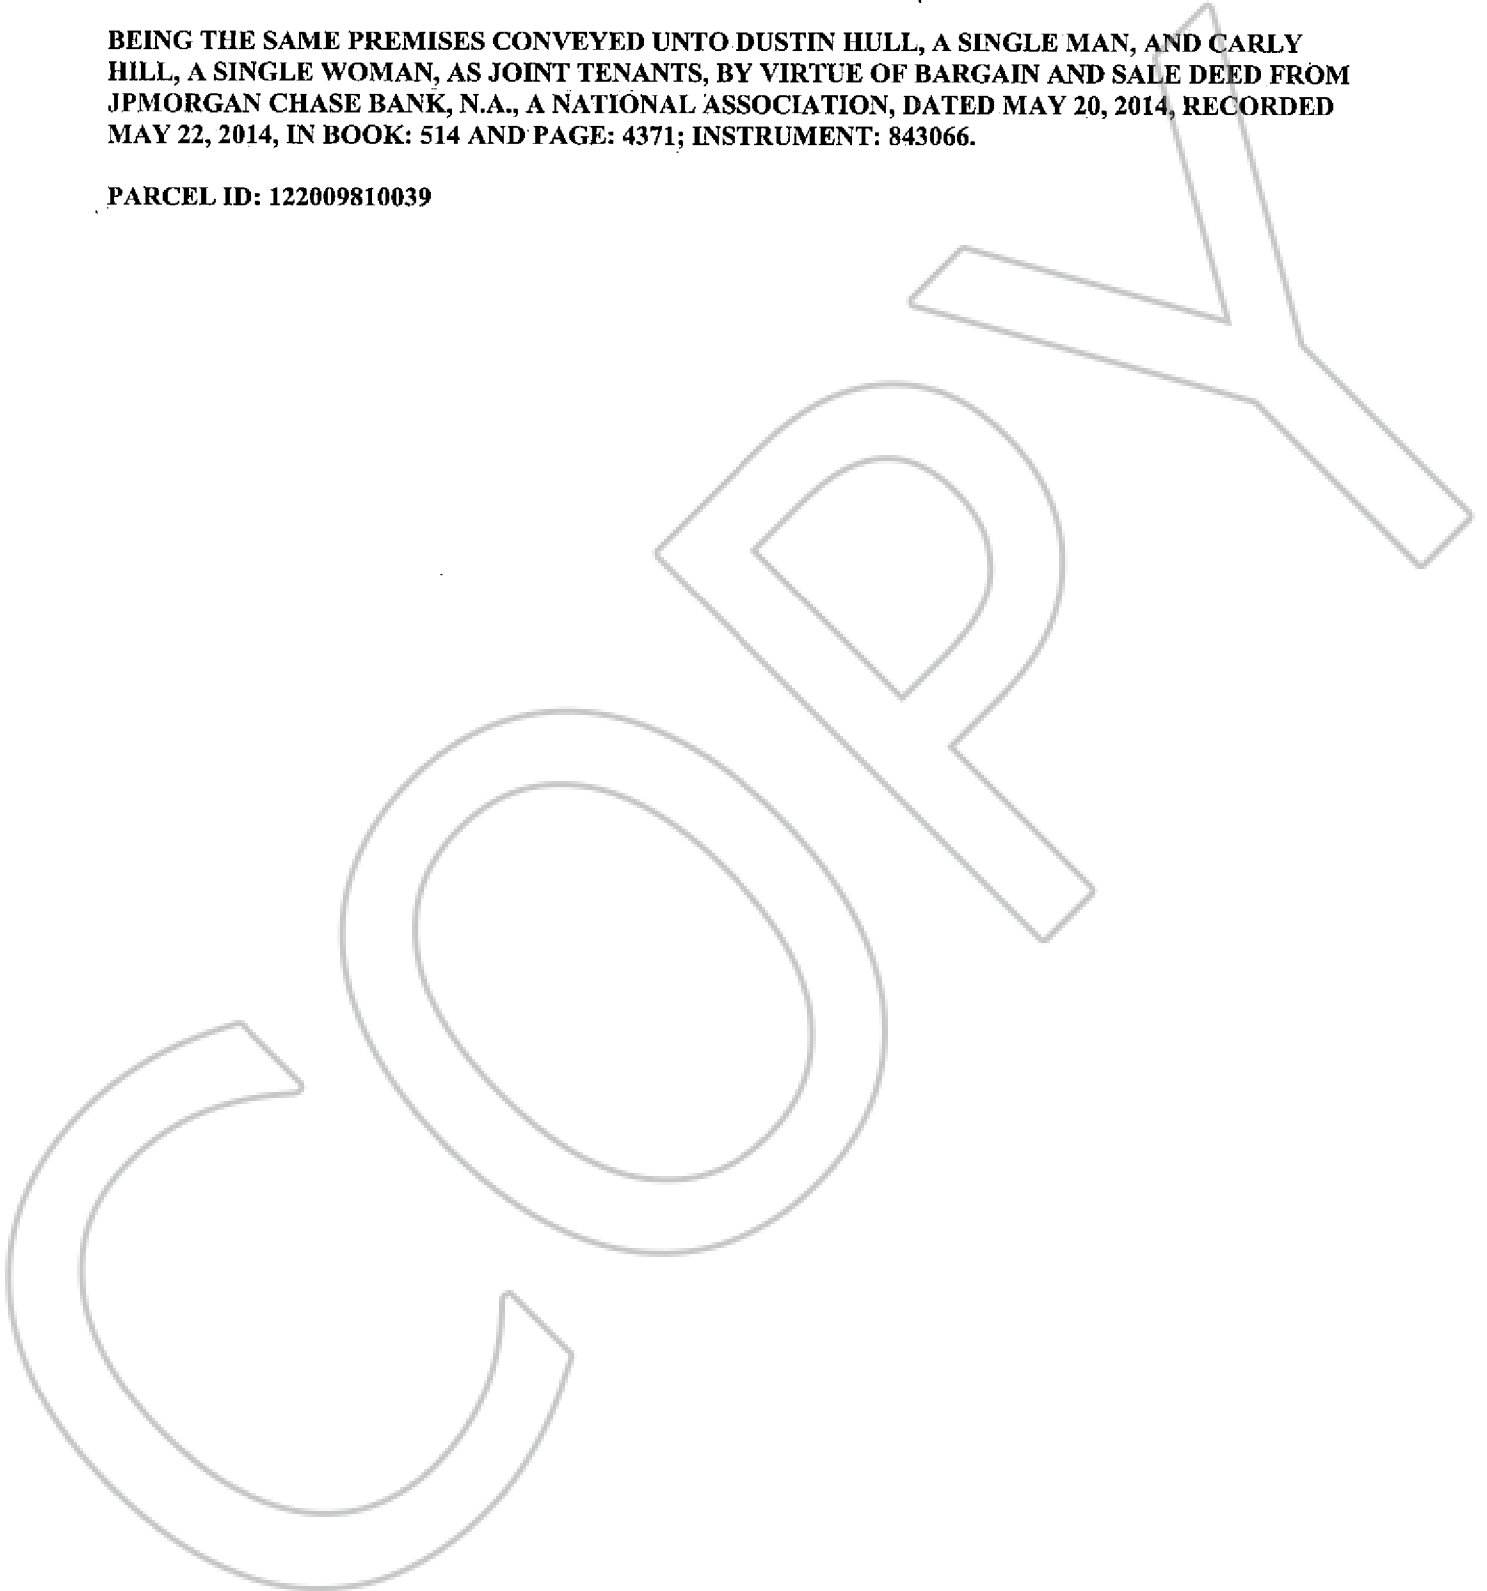 BEING THE SAME PREMISES CONVEYED UNTO DUSTIN HULL, A SINGLE MAN, AND CARLY
HILL, A SINGLE WOMAN, AS JOINT TENANTS, BY VIRTUE OF BARGAIN AND SALE DEED FROM
JPMORGAN CHASE BANK, N.A., A NATIONAL ASSOCIATION, DATED MAY 20, 2014, RECORDED
MAY 22, 2014, IN BOOK: 514 AND PAGE: 4371; INSTRUMENT: 843066.
PARCEL ID: 122009810039
COPY